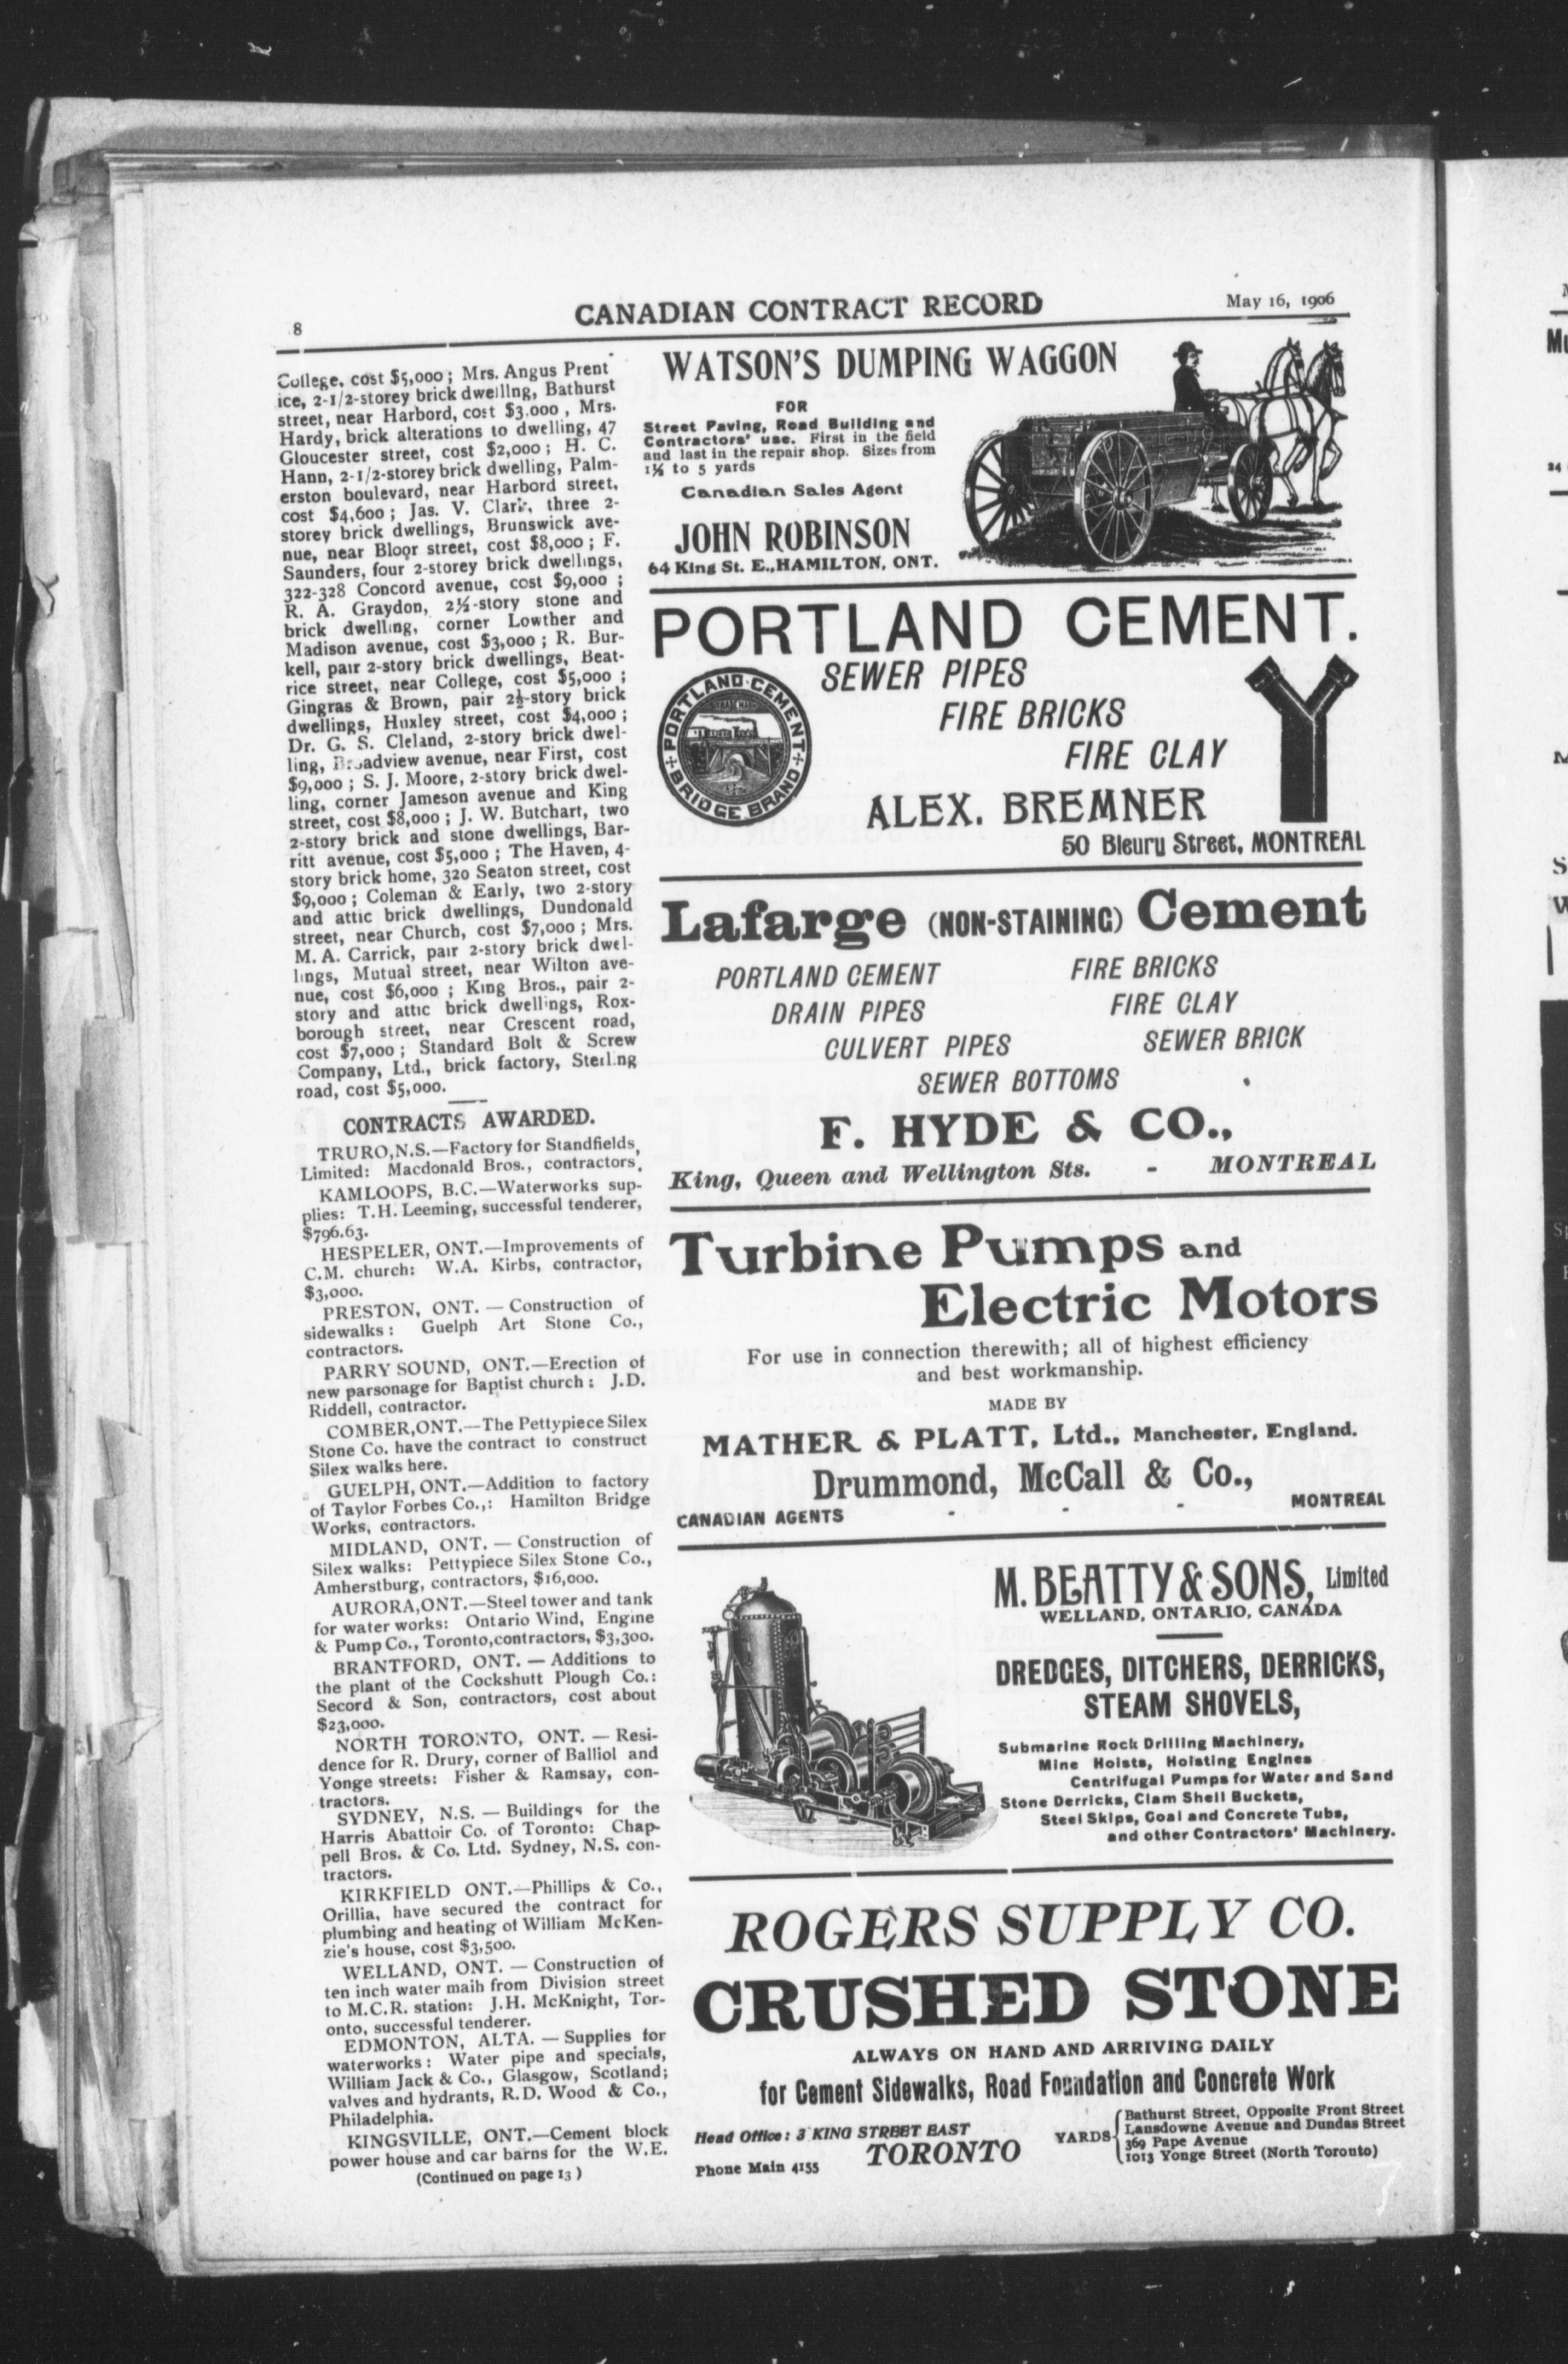 8
CANADIAN CONTRACT RECORD
May 16, 1906
College, cost $5,000; Mrs. Angus Prent
ice, 2-1/2-storey brick dwelling, Bathurst
street, near Harbord, cost $3.000, Mrs.
Hardy, brick alterations to dwelling, 47
Gloucester street, cost $2,000; H. C.
Hann, 2-1/2-storey brick dwelling, Palm-
erston boulevard, near Harbord street,
cost $4,600; Jas. V. Clark, three 2-
storey brick dwellings, Brunswick ave-
nue, near Bloor street, cost $8,000; F.
Saunders, four 2-storey brick dwellings,
322-328 Concord avenue, cost $9,000;
R. A. Graydon, 2½-story stone and
brick dwelling, corner Lowther and
Madison avenue, cost $3,000; R. Bur-
kell, pair 2-story brick dwellings, Beat-
rice street, near College, cost $5,000;
Gingras & Brown, pair 2½-story brick
dwellings, Huxley street, cost $4,000;
Dr. G. S. Cleland, 2-story brick dwel-
ling, Broadview avenue, near First, cost
$9,000; S. J. Moore, 2-story brick dwel-
ling, corner Jameson avenue and King
street, cost $8,000; J. W. Butchart, two
2-story brick and stone dwellings, Bar-
ritt avenue, cost $5,000; The Haven, 4-
story brick home, 320 Seaton street, cost
$9,000; Coleman & Early, two 2-story
and attic brick dwellings, Dundonald
street, near Church, cost $7,000; Mrs.
M. A. Carrick, pair 2-story brick dwel-
lings, Mutual street, near Wilton ave-
nue, cost $6,000; King Bros., pair 2-
story and attic brick dwellings, Rox-
borough street, near Crescent road,
cost $7,000; Standard Bolt & Screw
Company, Ltd., brick factory, Sterling
road, cost $5,000.
CONTRACTS AWARDED.
TRURO,N.S.—Factory for Standfields,
Limited: Macdonald Bros., contractors.
KAMLOOPS, B.C.—Waterworks sup-
plies: T.H. Leeming, successful tenderer,
$796.63.
HESPELER, ONT.—Improvements of
C.M. church: W.A. Kirbs, contractor,
$3,000.
PRESTON, ONT. — Construction of
sidewalks: Guelph Art Stone Co.,
contractors.
PARRY SOUND, ONT.—Erection of
new parsonage for Baptist church: J.D.
Riddell, contractor.
COMBER,ONT.—The Pettypiece Silex
Stone Co. have the contract to construct
Silex walks here.
GUELPH, ONT.—Addition to factory
of Taylor Forbes Co.,: Hamilton Bridge
Works, contractors.
MIDLAND, ONT. — Construction of
Silex walks: Pettypiece Silex Stone Co.,
Amherstburg, contractors, $16,000.
AURORA,ONT.—Steel tower and tank
for water works: Ontario Wind, Engine
& Pump Co., Toronto,contractors, $3,300.
BRANTFORD, ONT. — Additions to
the plant of the Cockshutt Plough Co.:
Secord & Son, contractors, cost about
$23,000.
NORTH TORONTO, ONT. — Resi-
dence for R. Drury, corner of Balliol and
Yonge streets: Fisher & Ramsay, con-
tractors.
SYDNEY, N.S. — Buildings for the
Harris Abattoir Co. of Toronto: Chap-
pell Bros. & Co. Ltd. Sydney, N.S. con-
tractors.
KIRKFIELD ONT.—Phillips & Co.,
Orillia, have secured the contract for
plumbing and heating of William McKen-
zie's house, cost $3,500.
WELLAND, ONT. — Construction of
ten inch water maih from Division street
to M.C.R. station: J.H. McKnight, Tor-
onto, successful tenderer.
EDMONTON, ALTA. — Supplies for
waterworks: Water pipe and specials,
William Jack & Co., Glasgow, Scotland;
valves and hydrants, R.D. Wood & Co.,
Philadelphia.
KINGSVILLE, ONT.—Cement block
power house and car barns for the W.E.
(Continued on page 13)
WATSON'S DUMPING WAGGON
FOR
Street Paving, Road Building and
Contractors' use. First in the field
and last in the repair shop. Sizes from
1½ to 5 yards
Canadian Sales Agent
JOHN ROBINSON
64 King St. E., HAMILTON, ONT.
PORTLAND CEMENT.
PORTLAND CEMENT
BRIDGE BRAND
SEWER PIPES
FIRE BRICKS
FIRE CLAY
ALEX. BREMNER
50 Bleury Street, MONTREAL
Lafarge (NON-STAINING) Cement
PORTLAND CEMENT FIRE BRICKS
DRAIN PIPES FIRE CLAY
CULVERT PIPES SEWER BRICK
SEWER BOTTOMS
F. HYDE & CO.,
King, Queen and Wellington Sts. - MONTREAL
Turbine Pumps and
Electric Motors
For use in connection therewith; all of highest efficiency
and best workmanship.
MADE BY
MATHER & PLATT, Ltd., Manchester, England.
Drummond, McCall & Co.,
CANADIAN AGENTS - - - MONTREAL
M. BEATTY & SONS, Limited
WELLAND, ONTARIO, CANADA
DREDGES, DITCHERS, DERRICKS,
STEAM SHOVELS,
Submarine Rock Drilling Machinery,
Mine Hoists, Hoisting Engines
Centrifugal Pumps for Water and Sand
Stone Derricks, Clam Shell Buckets,
Steel Skips, Goal and Concrete Tubs,
and other Contractors' Machinery.
ROGERS SUPPLY CO.
CRUSHED STONE
ALWAYS ON HAND AND ARRIVING DAILY
for Cement Sidewalks, Road Foundation and Concrete Work
Head Office: 3 KING STREET EAST
TORONTO
Phone Main 4155
YARDS
Bathurst Street, Opposite Front Street
Lansdowne Avenue and Dundas Street
369 Pape Avenue
1013 Yonge Street (North Toronto)